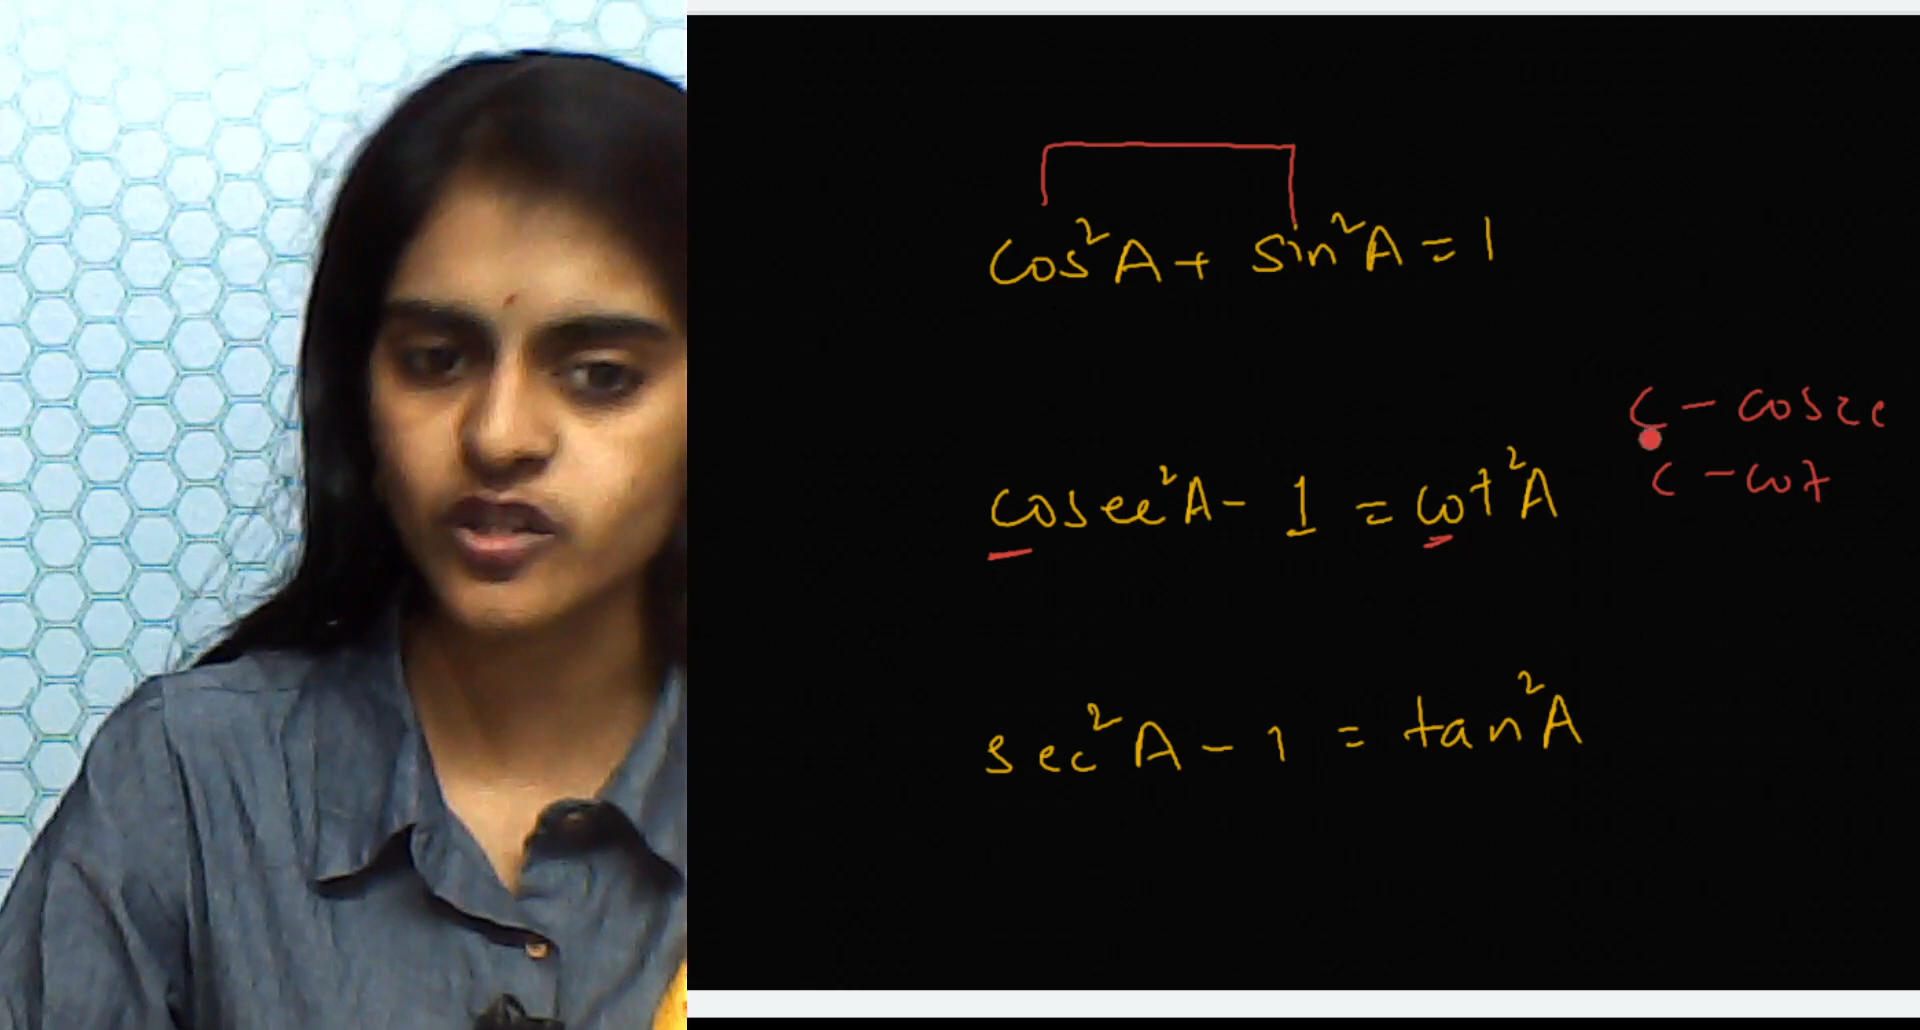 cos²A + sin²A = 1
c - cosec
c - cot
cosec²A - 1 = cot²A
sec²A - 1 = tan²A